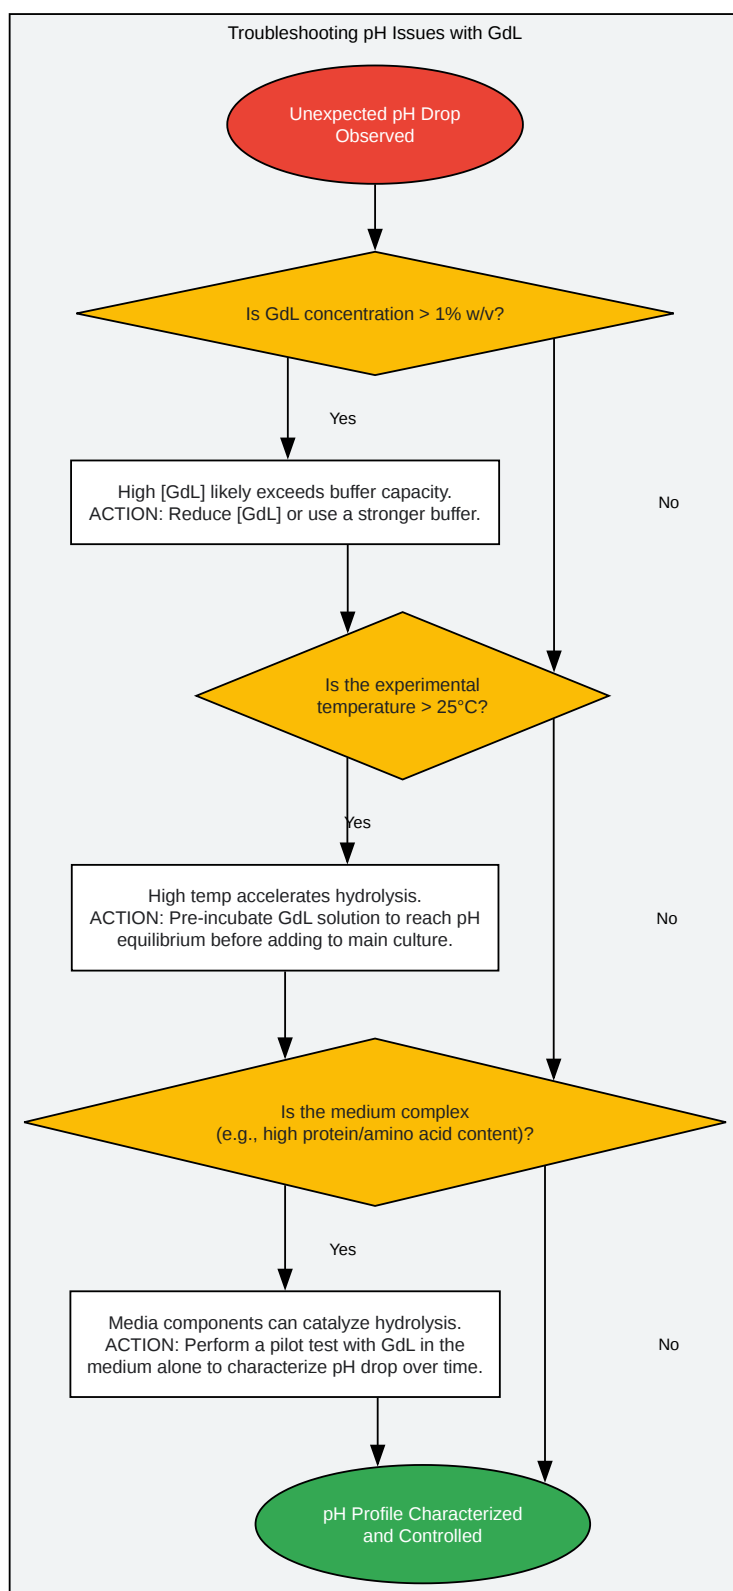 Troubleshooting pH Issues with GdL
Unexpected pH Drop
Observed
Is GdL concentration > 1% w/v?
Yes
High [GdL] likely exceeds buffer capacity.
ACTION: Reduce [GdL] or use a stronger buffer.
No
Is the experimental
temperature > 25°C?
Yes
High temp accelerates hydrolysis.
ACTION: Pre-incubate GdL solution to reach pH
equilibrium before adding to main culture.
No
Is the medium complex
(e.g., high protein/amino acid content)?
Yes
Media components can catalyze hydrolysis.
ACTION: Perform a pilot test with GdL in the
medium alone to characterize pH drop over time.
No
pH Profile Characterized
and Controlled